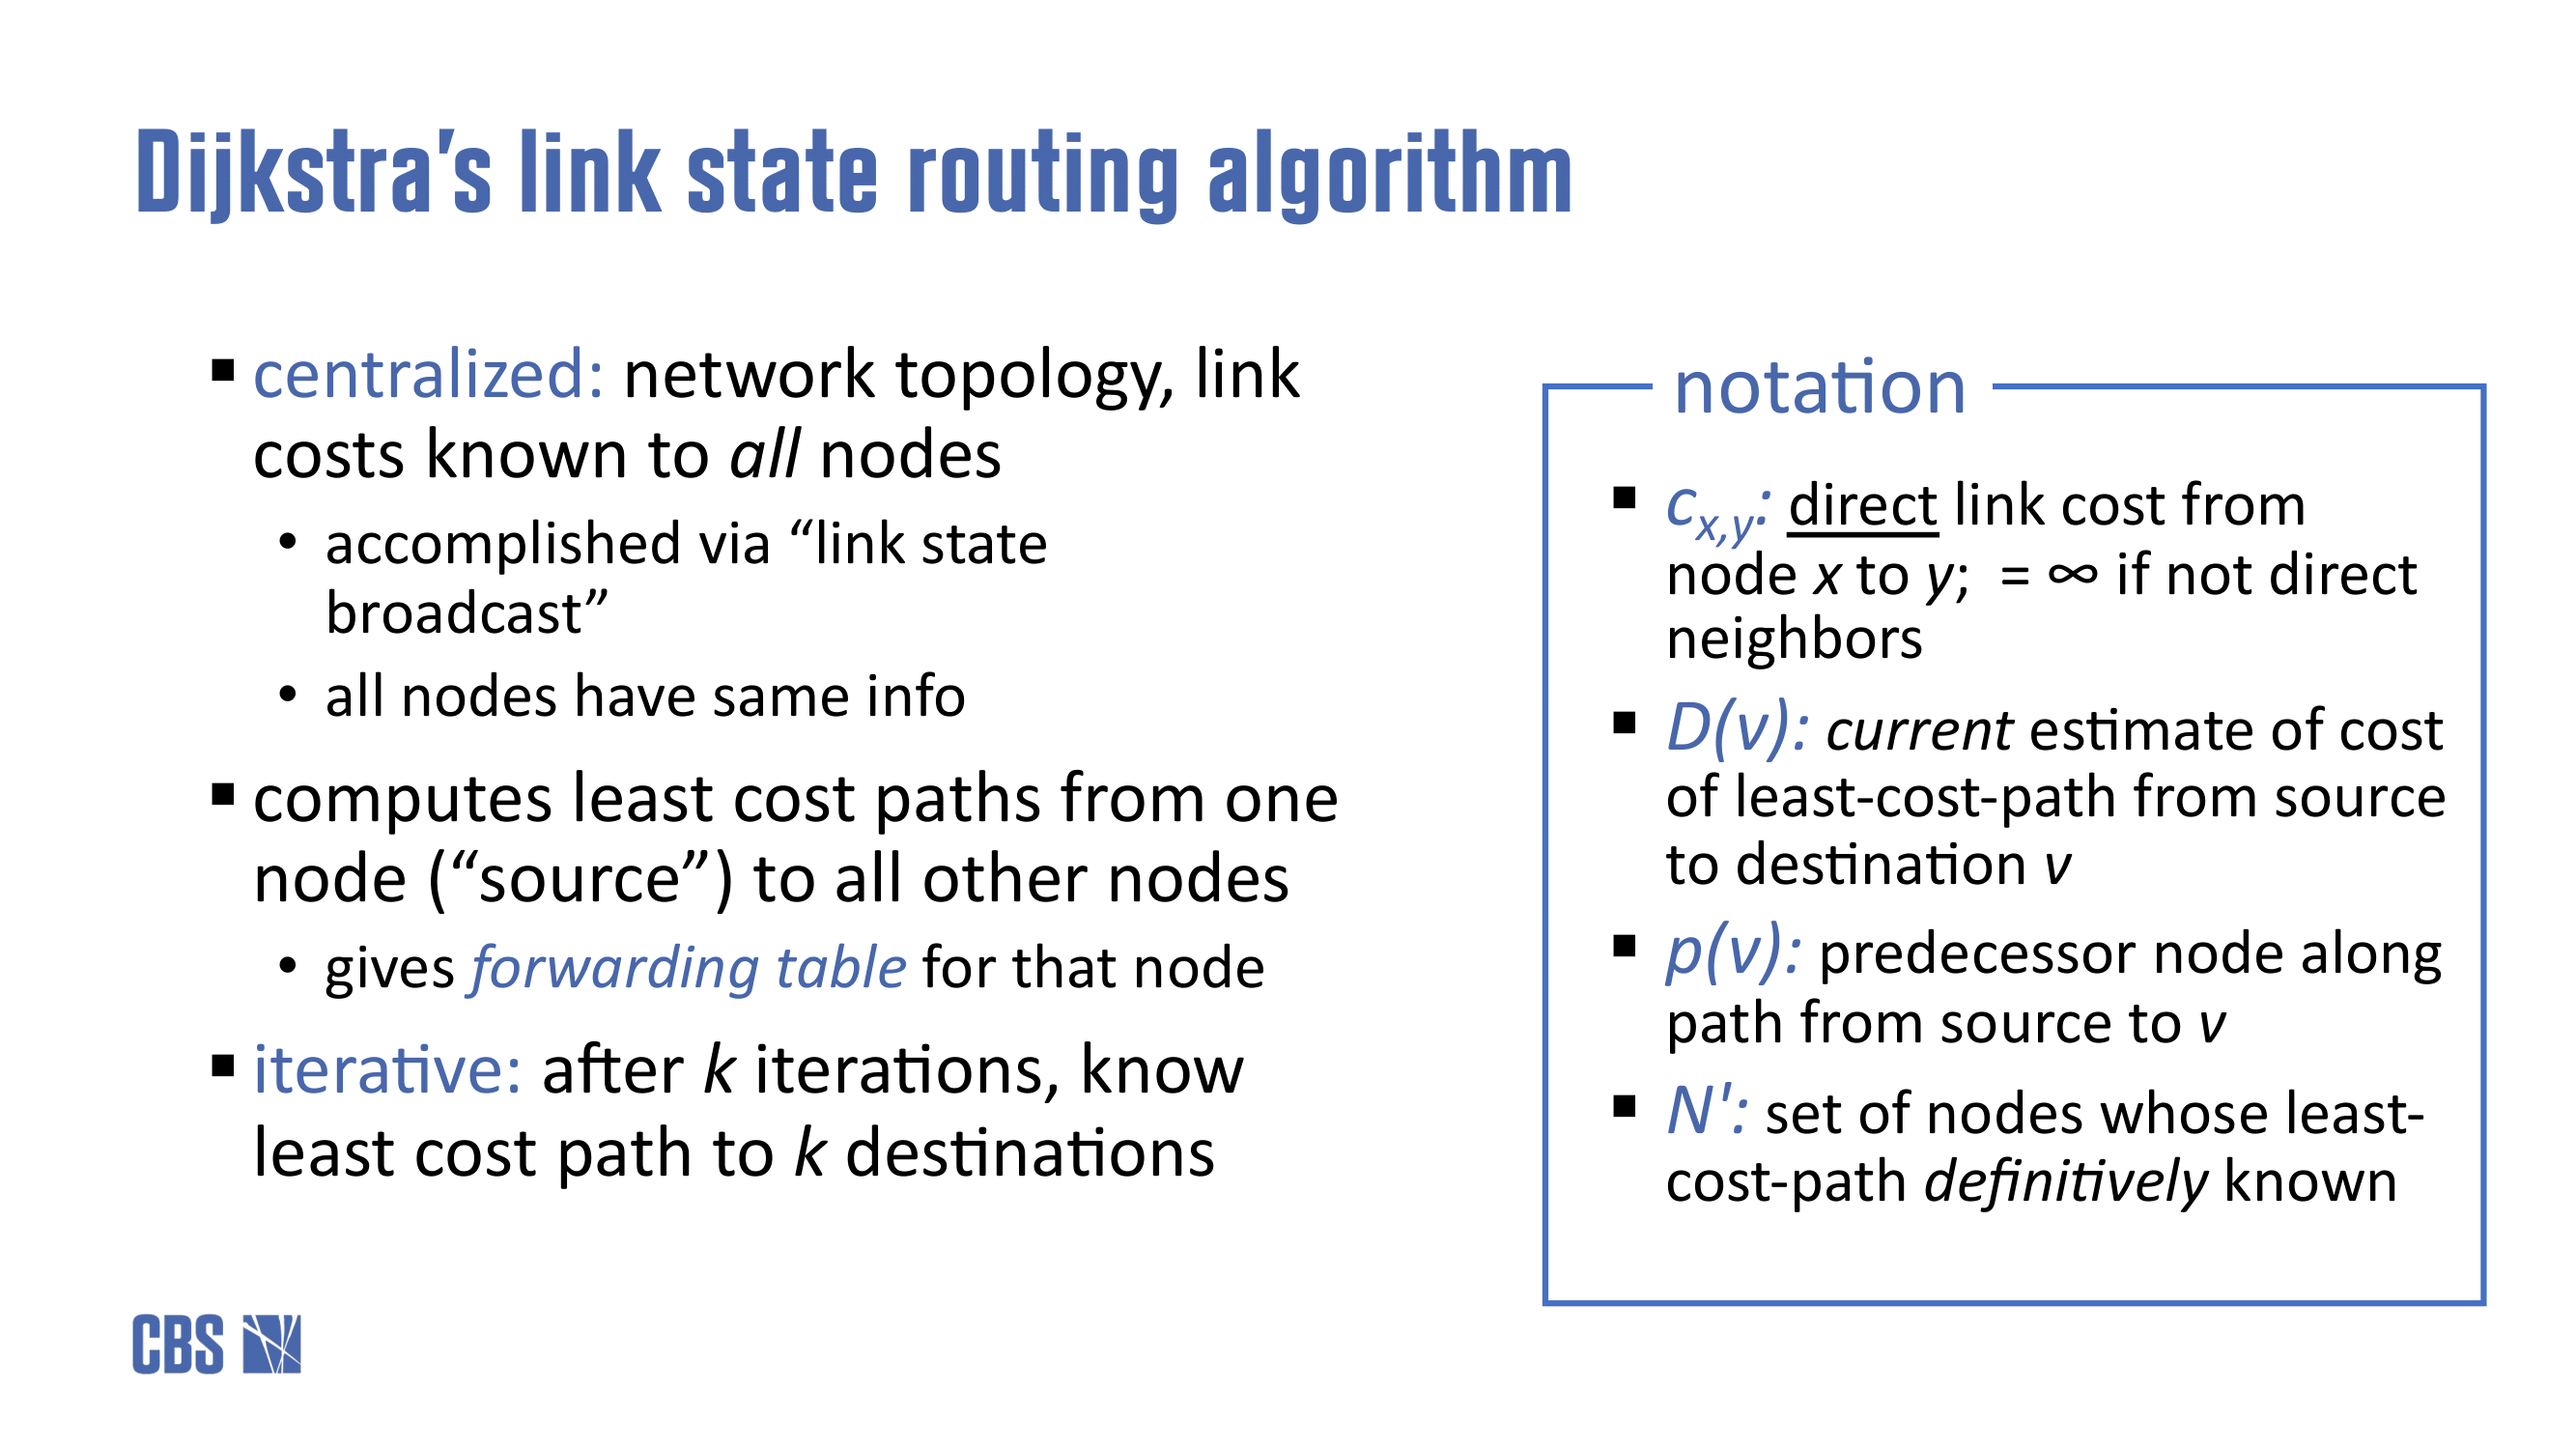 Dijkstra’s link state routing algorithm
▪ centralized: network topology, link
costs known to all nodes
• accomplished via “link state
broadcast”
• all nodes have same info
▪ computes least cost paths from one
node (“source”) to all other nodes
• gives forwarding table for that node
▪ iterative: after k iterations, know
least cost path to k destinations
notation
▪ cx,y: direct link cost from
node x to y; = ∞ if not direct
neighbors
▪ D(v): current estimate of cost
of least-cost-path from source
to destination v
▪ p(v): predecessor node along
path from source to v
▪ N': set of nodes whose least-
cost-path definitively known
CBS